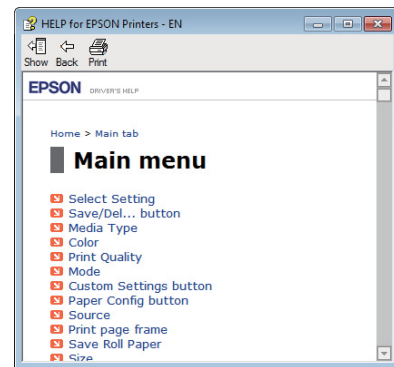 HELP for EPSON Printers - EN
Show Back Print
EPSON DRIVER'S HELP
Home > Main tab
Main menu
Select Setting
Save/Del... button
Media Type
Color
Print Quality
Mode
Custom Settings button
Paper Config button
Source
Print page frame
Save Roll Paper
Size